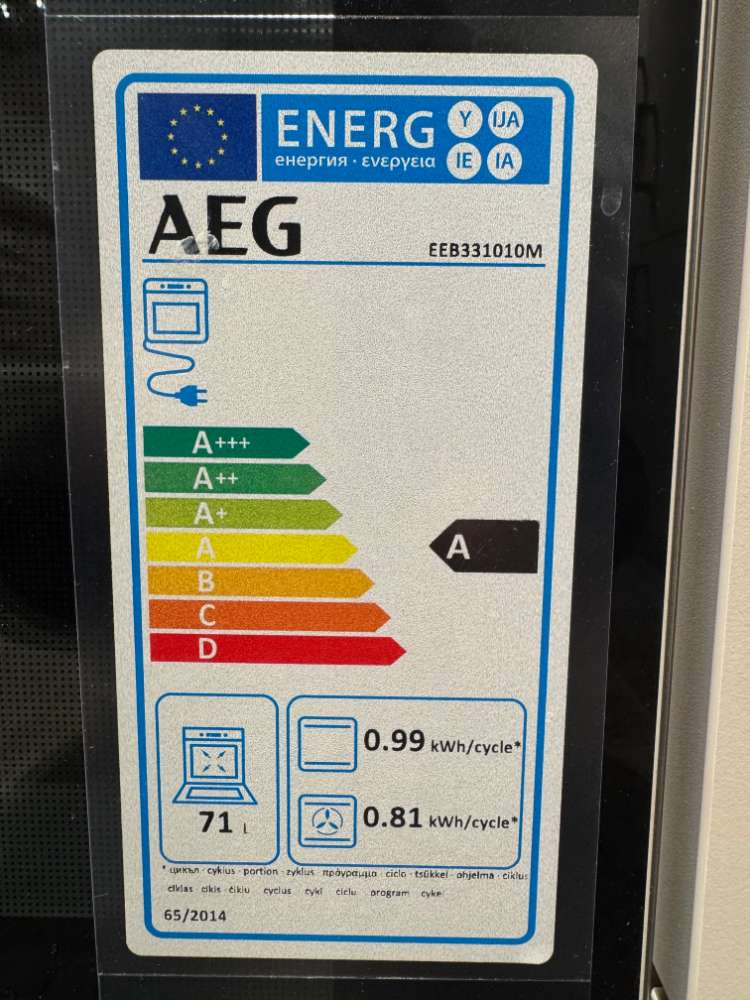 ENERG Y IJA
енергия · ενεργεια IE IA
AEG
EEB331010M
A+++
A++
A+
A
A
B
C
D
0.99 kWh/cycle*
0.81 kWh/cycle*
71 L
* цикъл · cyklus · portion · zyklus πρόγραμμα · ciclo · tsükkel · ohjelma · ciklus
ciklas cikls ċiklu cyclus cykl ciclu program cykel
65/2014